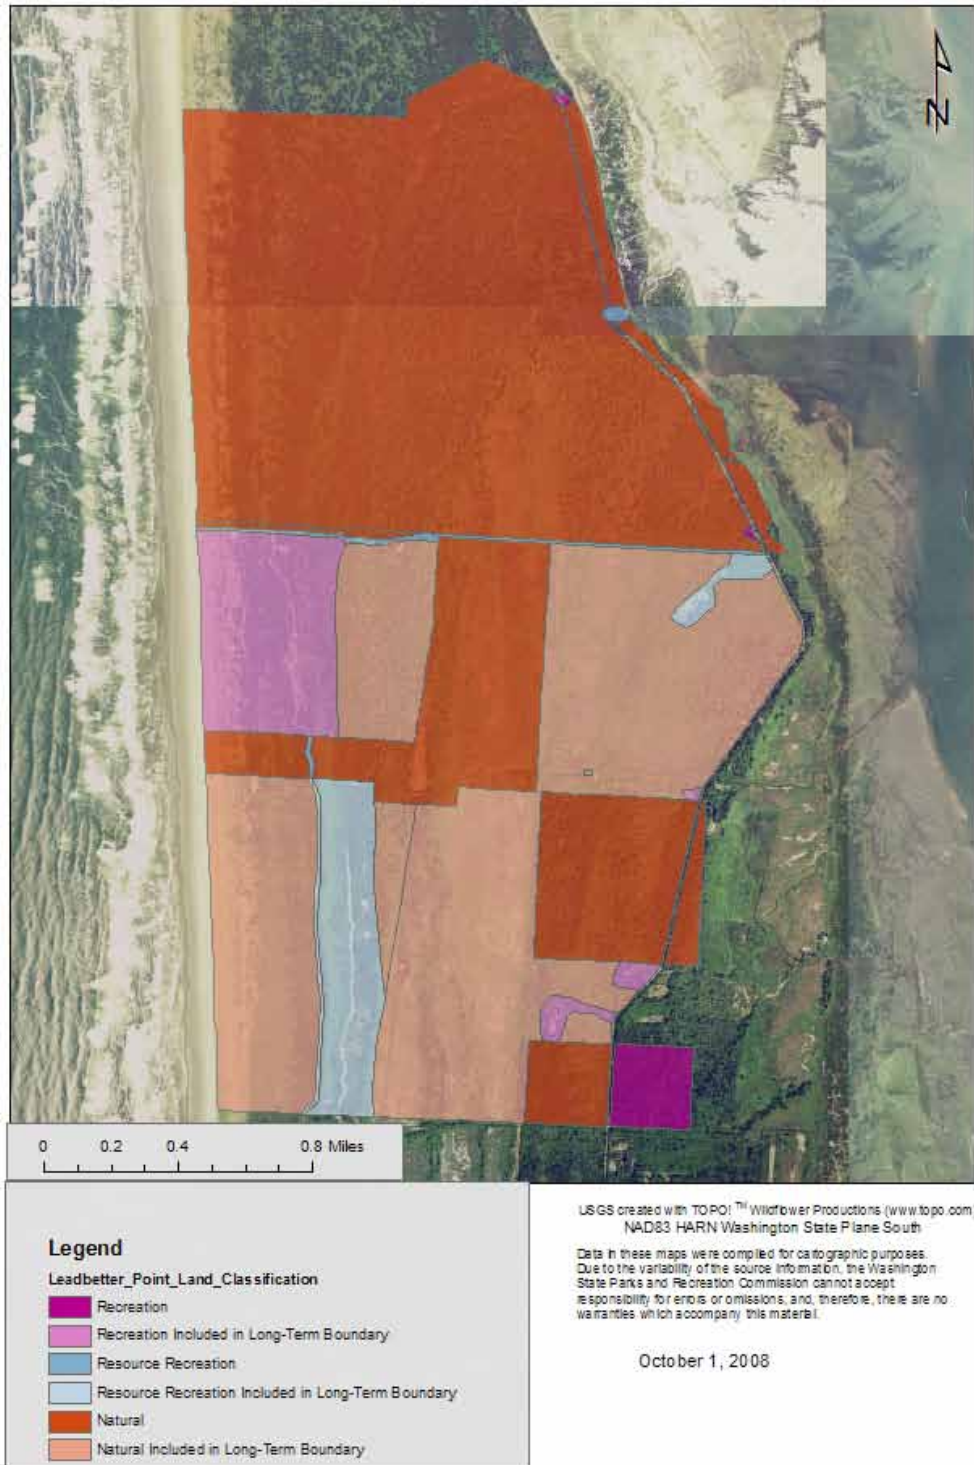 N
0 0.2 0.4 0.8 Miles
Legend
Leadbetter_Point_Land_Classification
Recreation
Recreation Included in Long-Term Boundary
Resource Recreation
Resource Recreation Included in Long-Term Boundary
Natural
Natural Included in Long-Term Boundary
USGS created with TOPO! ™ Wildflower Productions (www.topo.com
NAD83 HARN Washington State Plane South
Data in these maps were compiled for cartographic purposes.
Due to the variability of the source information, the Washington
State Parks and Recreation Commission cannot accept
responsibility for errors or omissions, and, therefore, there are no
warranties which accompany this material.
October 1, 2008